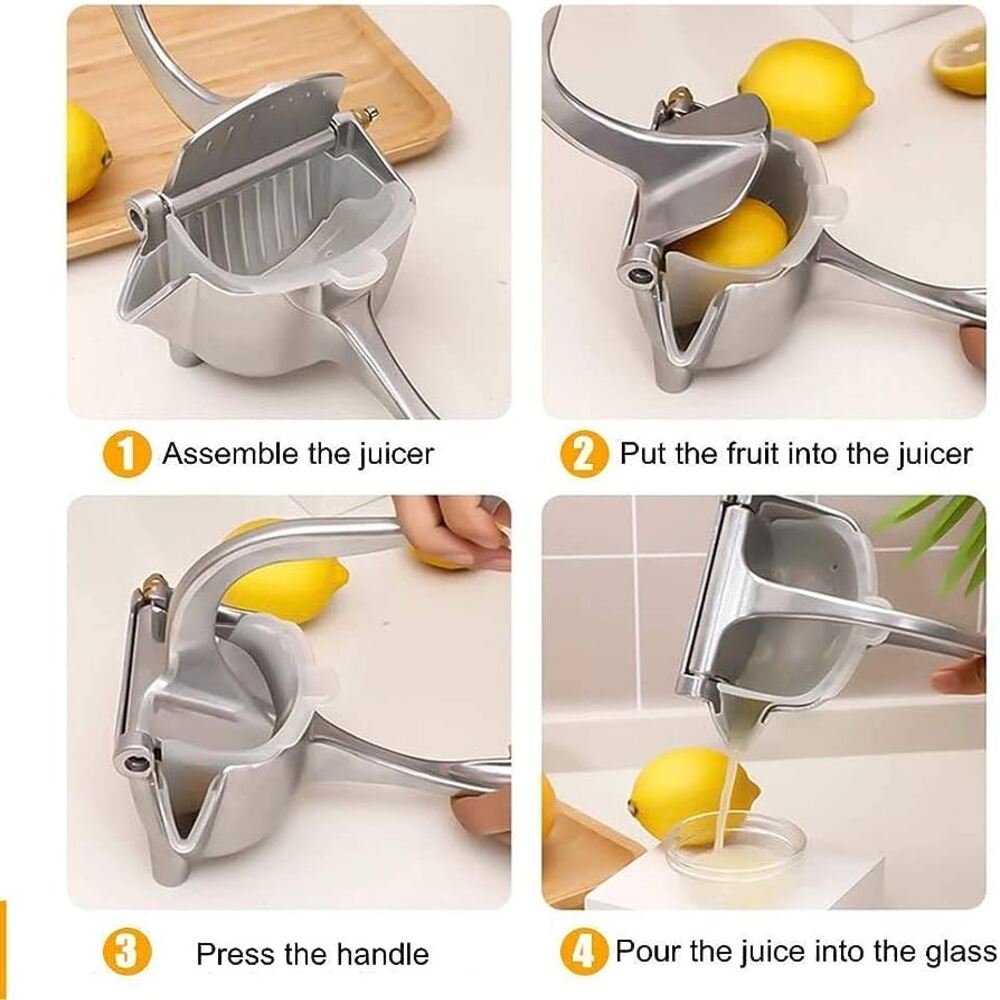 1 Assemble the juicer
2 Put the fruit into the juicer
3 Press the handle
4 Pour the juice into the glass